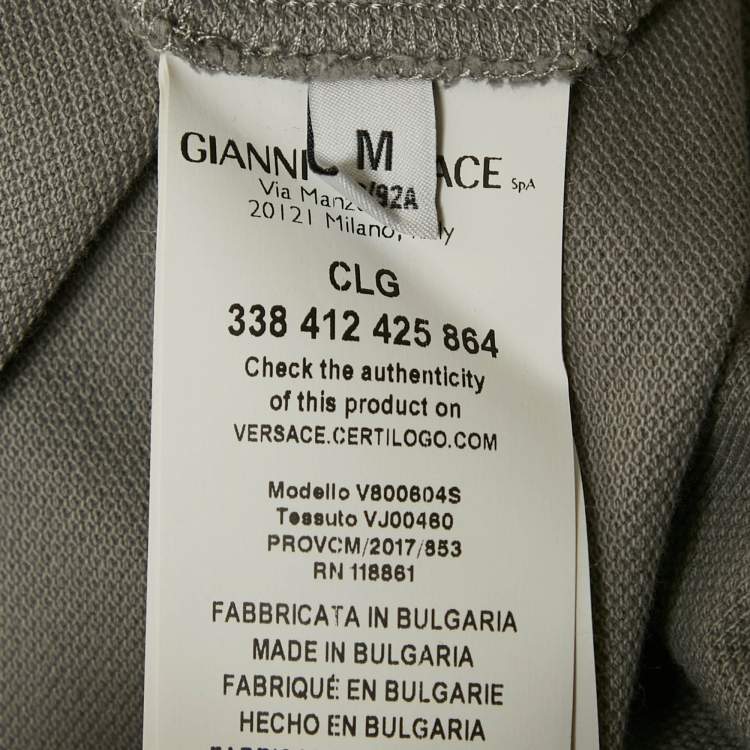 M
GIANNI ACE SpA
/92A
Via
20121 Milano,
CLG
338 412 425 864
Check the authenticity
of this product on
VERSACE.CERTILOGO.COM
Modello V800604S
Tessuto VJ00460
PROVCM/2017/853
RN 118861
FABBRICATA IN BULGARIA
MADE IN BULGARIA
FABRIQUÉ EN BULGARIE
HECHO EN BULGARIA